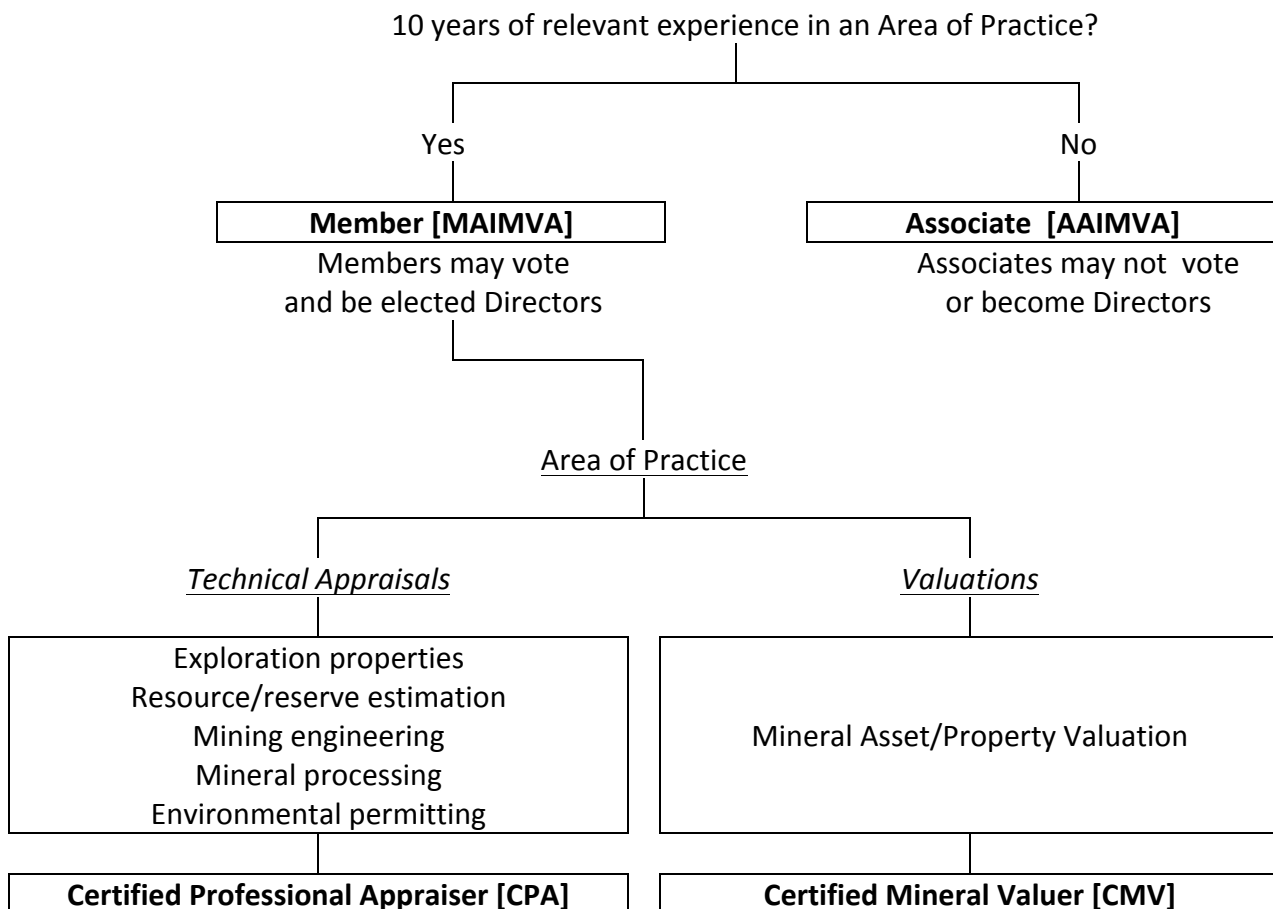 10 years of relevant experience in an Area of Practice?
Yes
No
Member [MAIMVA]
Associate [AAIMVA]
Members may vote
and be elected Directors
Associates may not vote
or become Directors
Area of Practice
Technical Appraisals
Valuations
Exploration properties
Resource/reserve estimation
Mining engineering
Mineral processing
Environmental permitting
Mineral Asset/Property Valuation
Certified Professional Appraiser [CPA]
Certified Mineral Valuer [CMV]